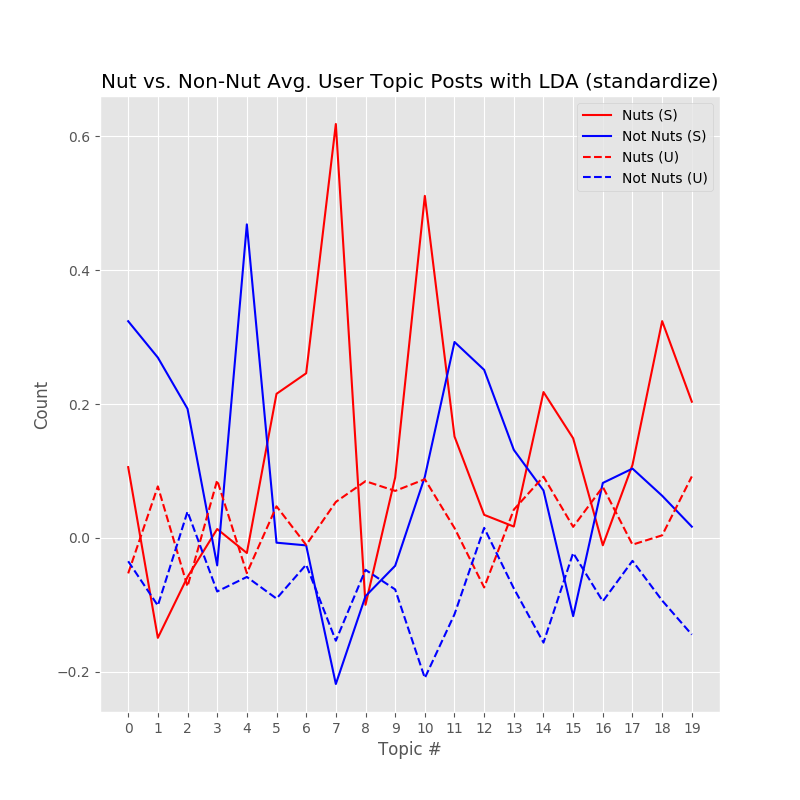 Nut vs. Non-Nut Avg. User Topic Posts with LDA (standardize)
Nuts (S)
Not Nuts (S)
Nuts (U)
Not Nuts (U)
0.6
0.4
0.2
0.0
−0.2
Count
0 1 2 3 4 5 6 7 8 9 10 11 12 13 14 15 16 17 18 19
Topic #